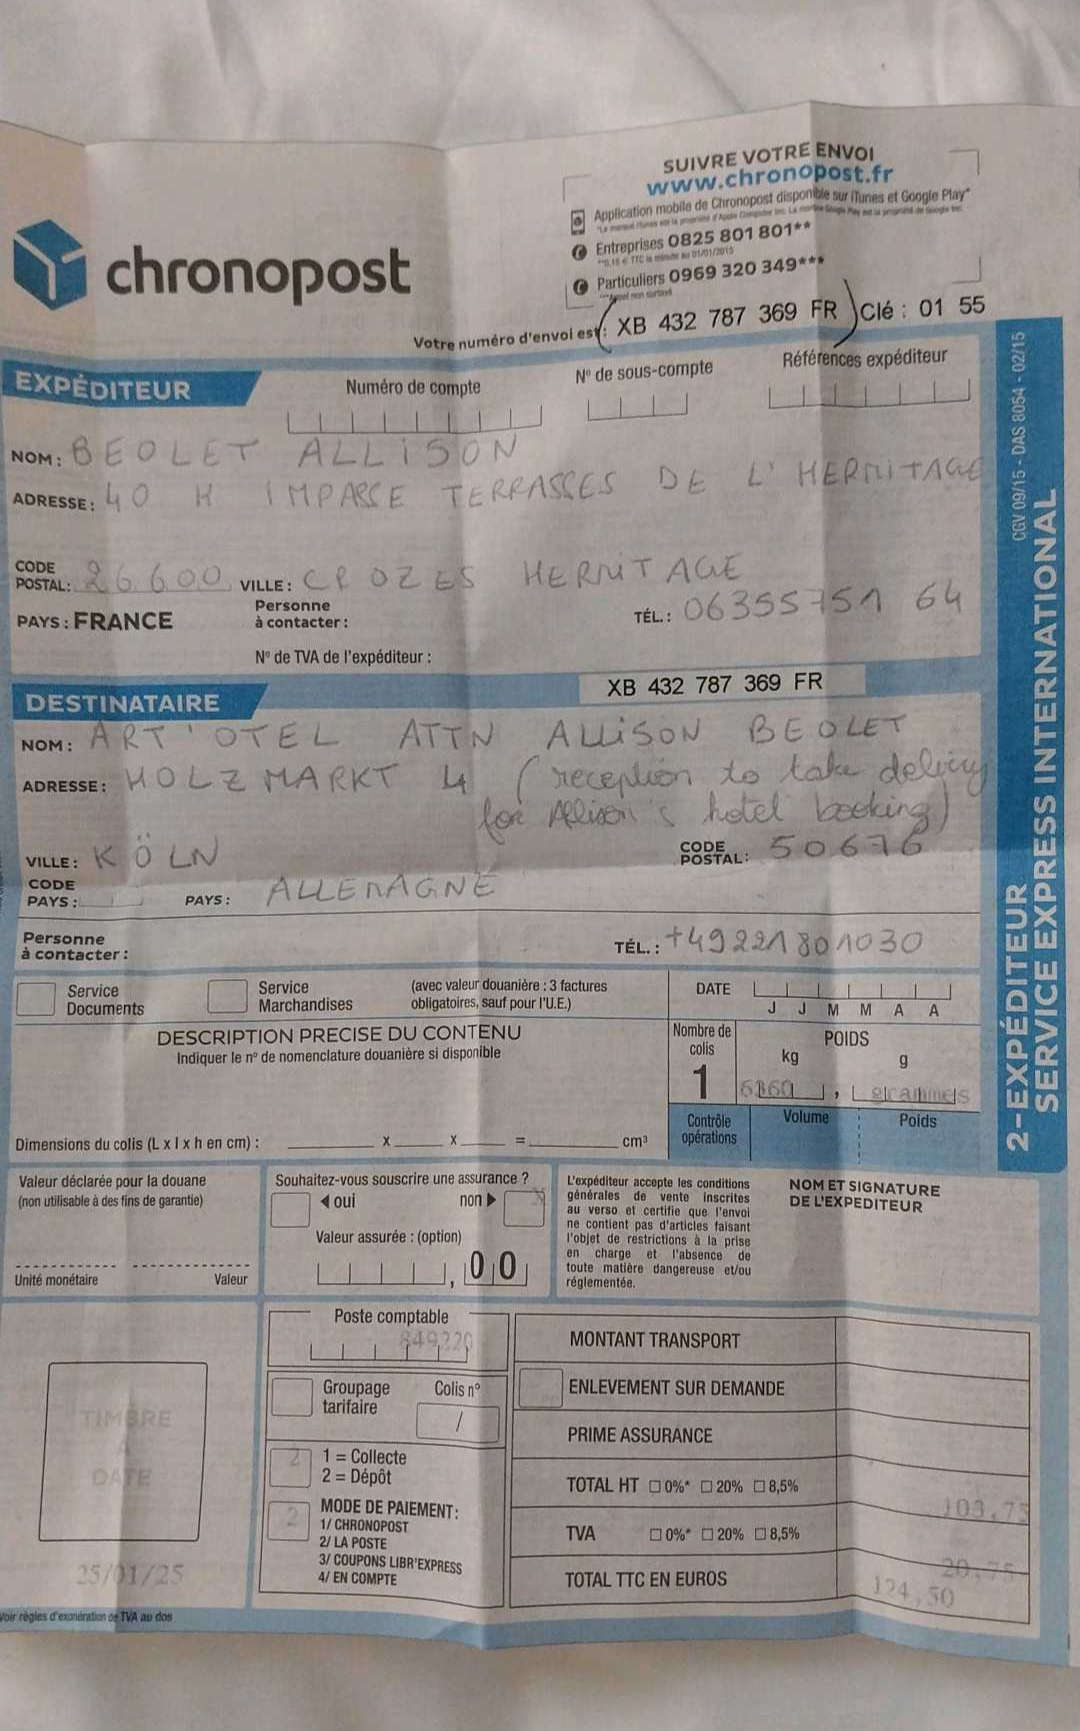 SUIVRE VOTRE ENVOI
www.chronopost.fr
Application mobile de Chronopost disponible sur iTunes et Google Play*
Entreprises 0825 801 801**
**0,15 € TTC la minute au 01/01/2015
Particuliers 0969 320 349***
***Appel non surtaxé
chronopost
Votre numéro d'envoi est : XB 432 787 369 FR Clé : 01 55
EXPÉDITEUR
Numéro de compte
N° de sous-compte
Références expéditeur
NOM : BEOLET ALLISON
ADRESSE : 40 H IMPASSE TERRASSES DE L'HERMITAGE
CODE POSTAL : 26600 VILLE : CROZES HERMITAGE
PAYS : FRANCE
Personne à contacter :
TÉL. : 0635575164
N° de TVA de l'expéditeur :
DESTINATAIRE
XB 432 787 369 FR
NOM : ART'OTEL ATTN ALLISON BEOLET
ADRESSE : HOLZMARKT 4 (reception to take delivery
for Allison's hotel booking)
VILLE : KÖLN
CODE POSTAL : 50676
CODE PAYS :
PAYS : ALLEMAGNE
Personne à contacter :
TÉL. : +49221801030
Service Documents
Service Marchandises
(avec valeur douanière : 3 factures obligatoires, sauf pour l'U.E.)
DATE
J J M M A A
DESCRIPTION PRECISE DU CONTENU
Indiquer le n° de nomenclature douanière si disponible
Nombre de colis
1
POIDS
kg g
, grammes
Dimensions du colis (L x l x h en cm) : x x = cm³
Contrôle opérations
Volume
Poids
Valeur déclarée pour la douane
(non utilisable à des fins de garantie)
Unité monétaire
Valeur
Souhaitez-vous souscrire une assurance ?
oui
non
Valeur assurée : (option)
,00
L'expéditeur accepte les conditions
générales de vente inscrites
au verso et certifie que l'envoi
ne contient pas d'articles faisant
l'objet de restrictions à la prise
en charge et l'absence de
toute matière dangereuse et/ou
réglementée.
NOM ET SIGNATURE
DE L'EXPEDITEUR
TIMBRE
A
DATE
25/01/25
Poste comptable
849220
Groupage tarifaire
Colis n°
/
2
1 = Collecte
2 = Dépôt
2
MODE DE PAIEMENT :
1/ CHRONOPOST
2/ LA POSTE
3/ COUPONS LIBR'EXPRESS
4/ EN COMPTE
MONTANT TRANSPORT
ENLEVEMENT SUR DEMANDE
PRIME ASSURANCE
TOTAL HT 0%* 20% 8,5%
103,75
TVA 0%* 20% 8,5%
20,75
TOTAL TTC EN EUROS
124,50
Voir règles d'exonération de TVA au dos
2-EXPÉDITEUR
SERVICE EXPRESS INTERNATIONAL
CGV 09/15 - DAS 8054 - 02/15